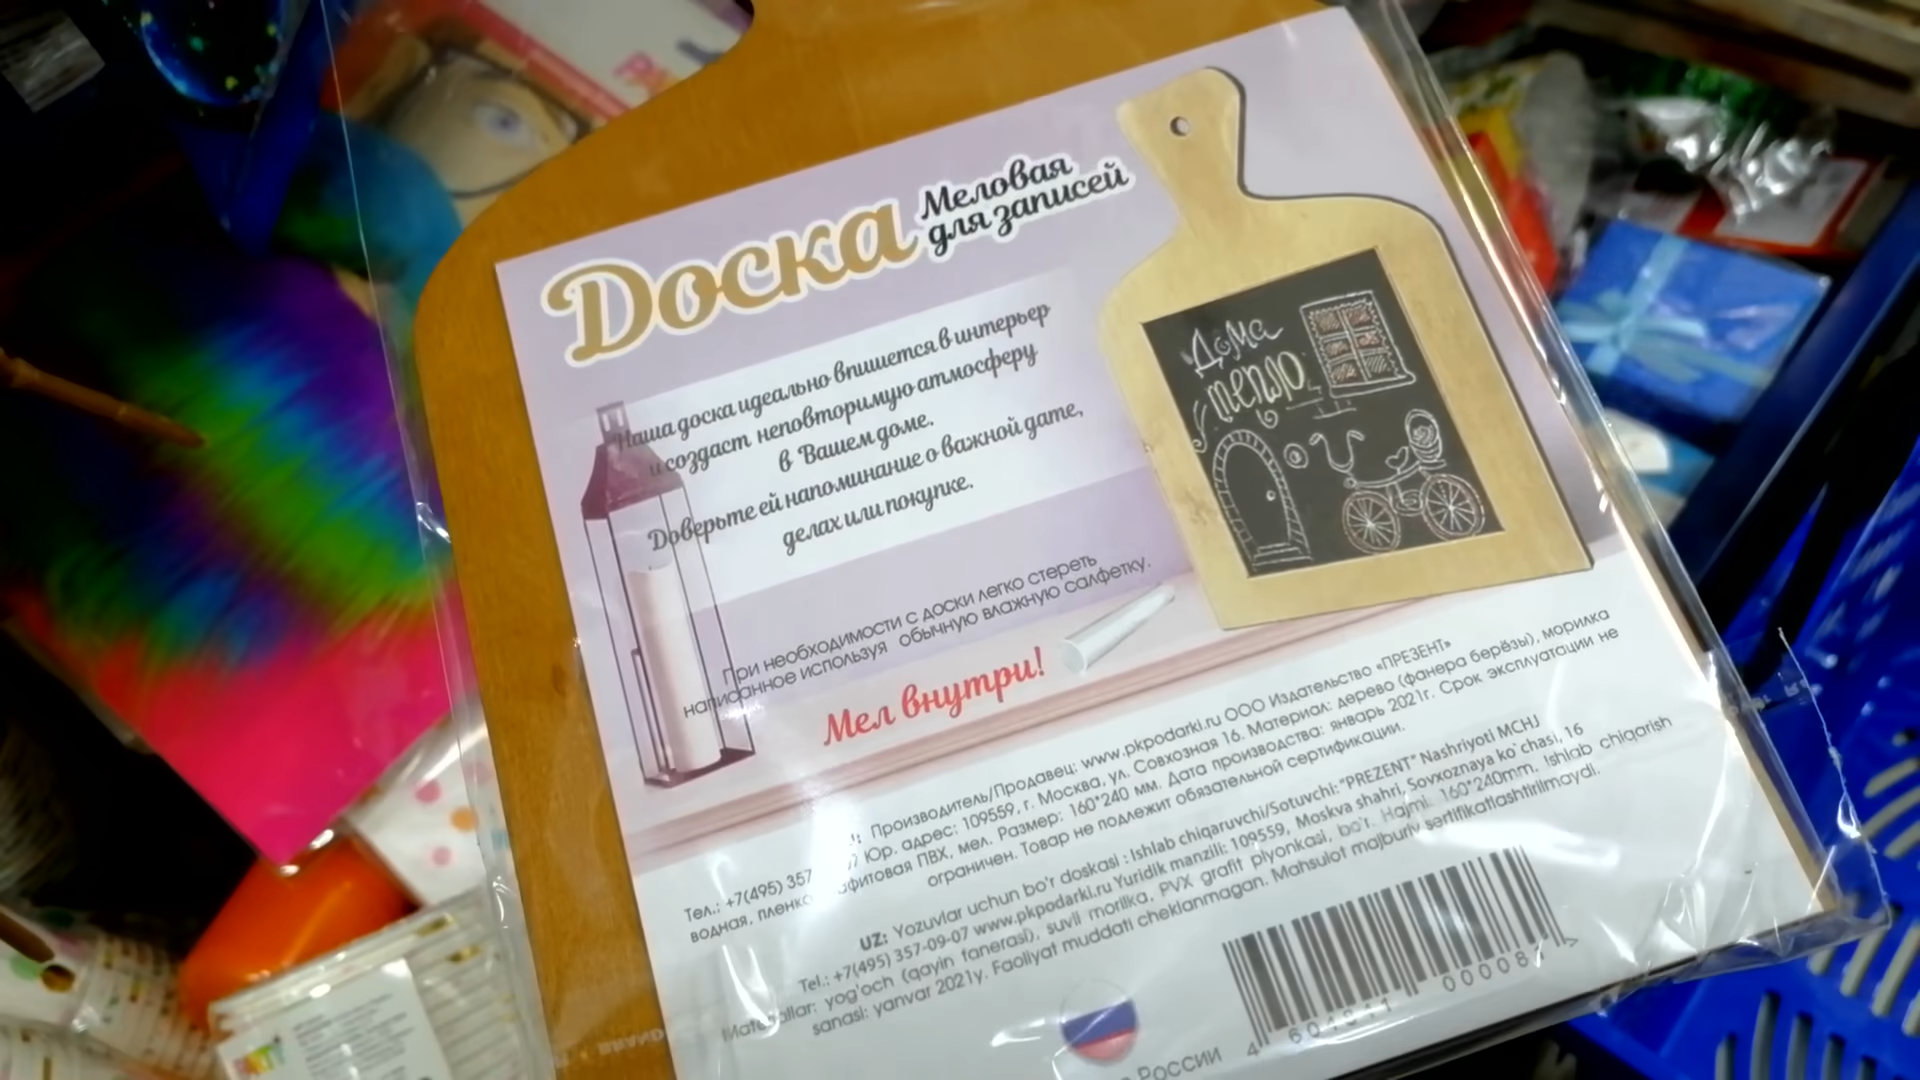 Доска
Меловая
для записей
Наша доска идеально впишется в интерьер
и создаст неповторимую атмосферу
в Вашем доме.
Доверьте ей напоминание о важной дате,
делах или покупке.
Дома
тепло
При необходимости с доски легко стереть
написанное используя обычную влажную салфетку.
Мел внутри!
Производитель/Продавец: www.pkpodarki.ru ООО Издательство «ПРЕЗЕНТ»
Тел.: +7(495) 357 Юр. адрес: 109559, г. Москва, ул. Совхозная 16. Материал: дерево (фанера берёзы), морилка
водная, ПВХ, мел. Размер: 160*240 мм. Дата производства: январь 2021г. Срок эксплуатации не
ограничен. Товар не подлежит обязательной сертификации.
UZ: Yozuvlar uchun bo'r doskasi : Ishlab chiqaruvchi/Sotuvchi: "PREZENT" Nashriyoti MCHJ
Tel.: +7(495) 357-09-07 www.pkpodarki.ru Yuridik manzili: 109559, Moskva shahri, Sovxoznaya ko`chasi, 16
yog'och (qayin fanerasi), suvli morilka, PVX grafit plyonkasi, bo'r. Hajmi: 160*240mm. Ishlab chiqarish
sanasi: yanvar 2021y. Faoliyat muddati cheklanmagan. Mahsulot majburiy sertifikatlashtirilmaydi.
России